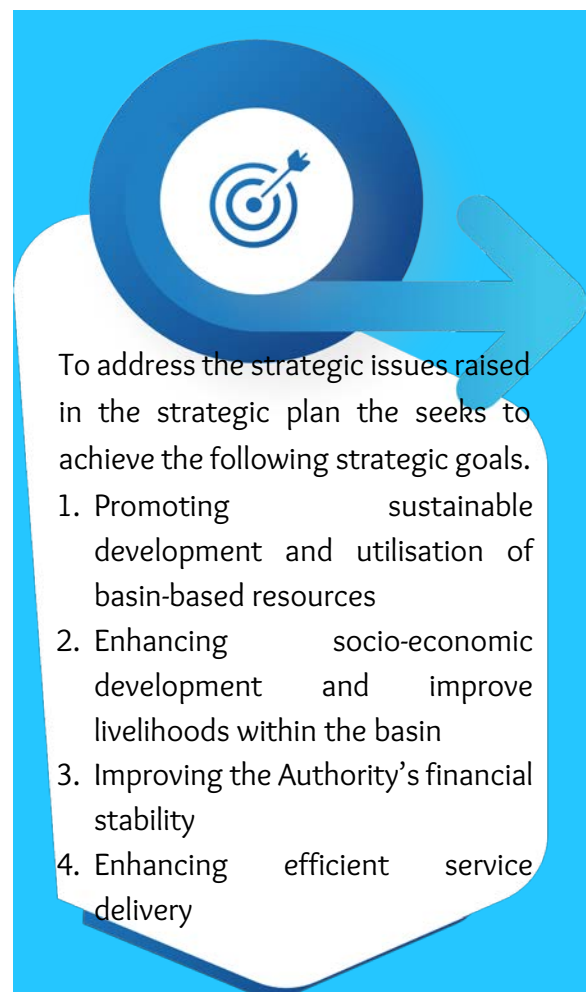 To address the strategic issues raised
in the strategic plan the seeks to
achieve the following strategic goals.
1. Promoting sustainable
development and utilisation of
basin-based resources
2. Enhancing socio-economic
development and improve
livelihoods within the basin
3. Improving the Authority’s financial
stability
4. Enhancing efficient service
delivery